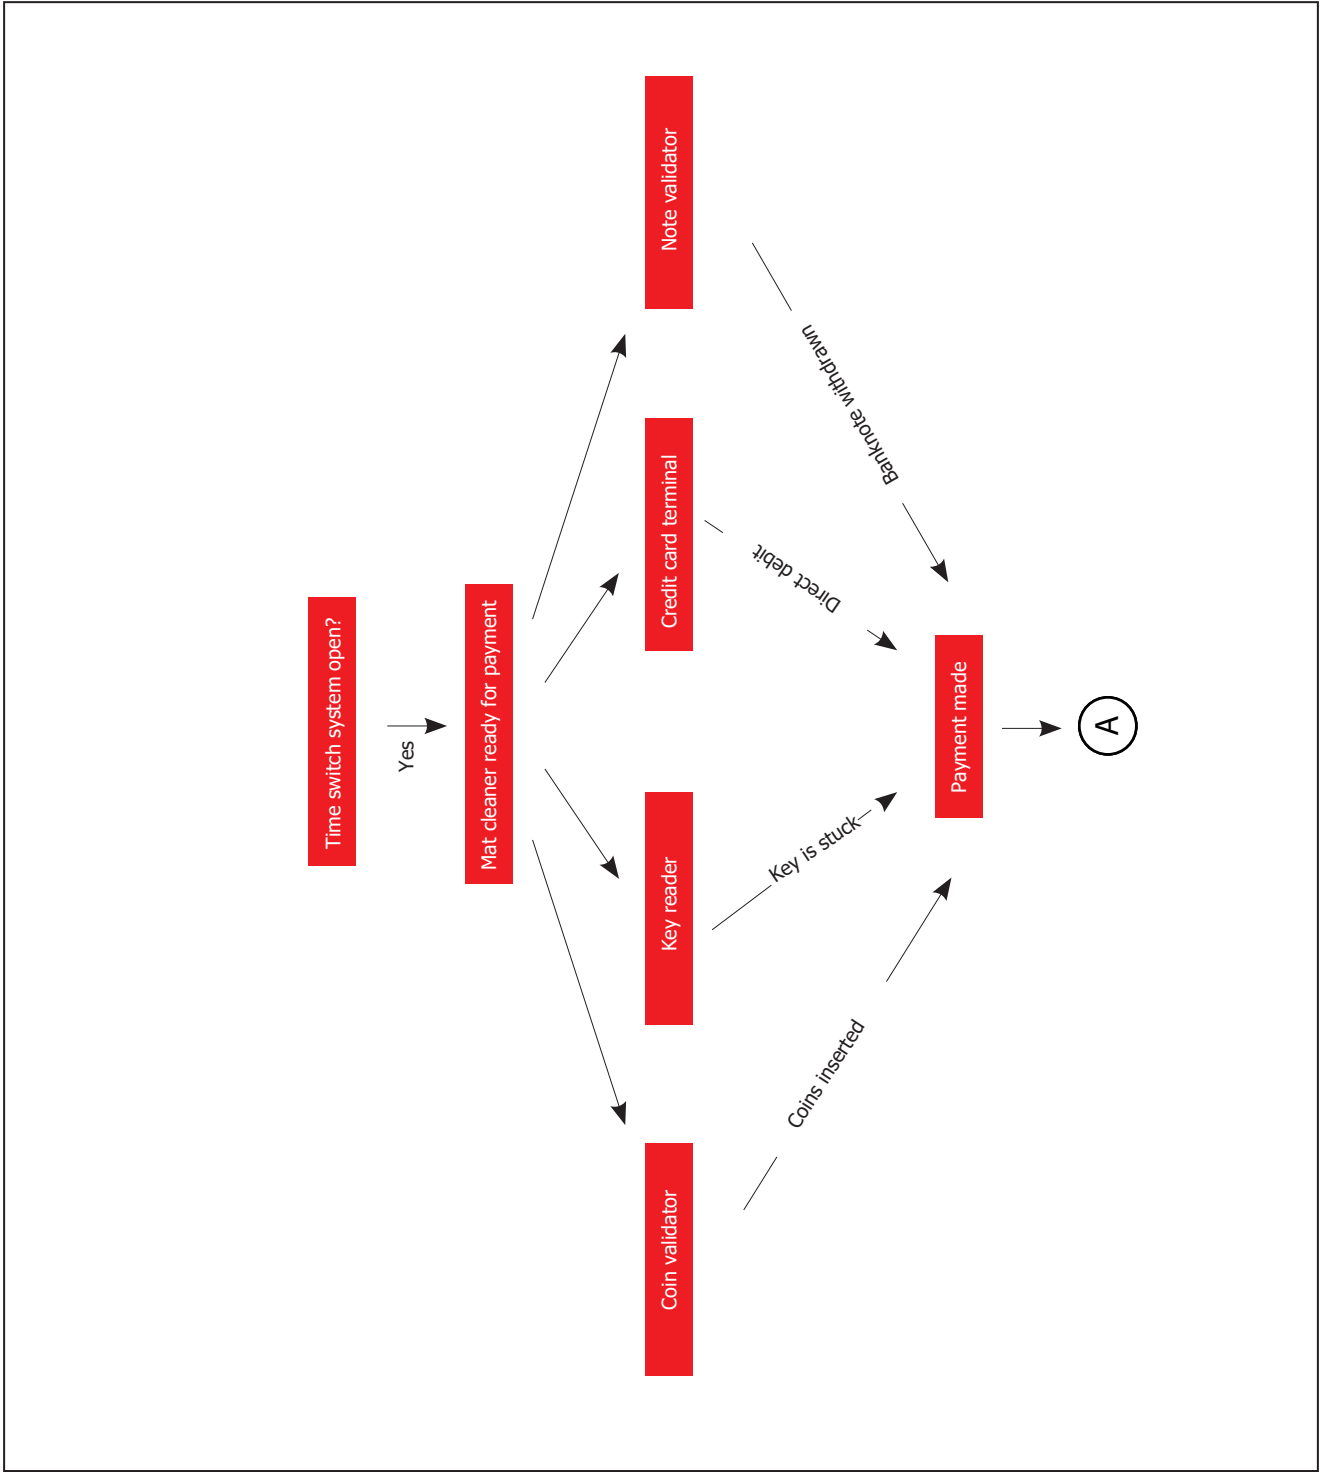 Time switch system open?
Yes
Mat cleaner ready for payment
Coin validator
Key reader
Credit card terminal
Note validator
Coins inserted
Key is stuck
Direct debit
Banknote withdrawn
Payment made
A